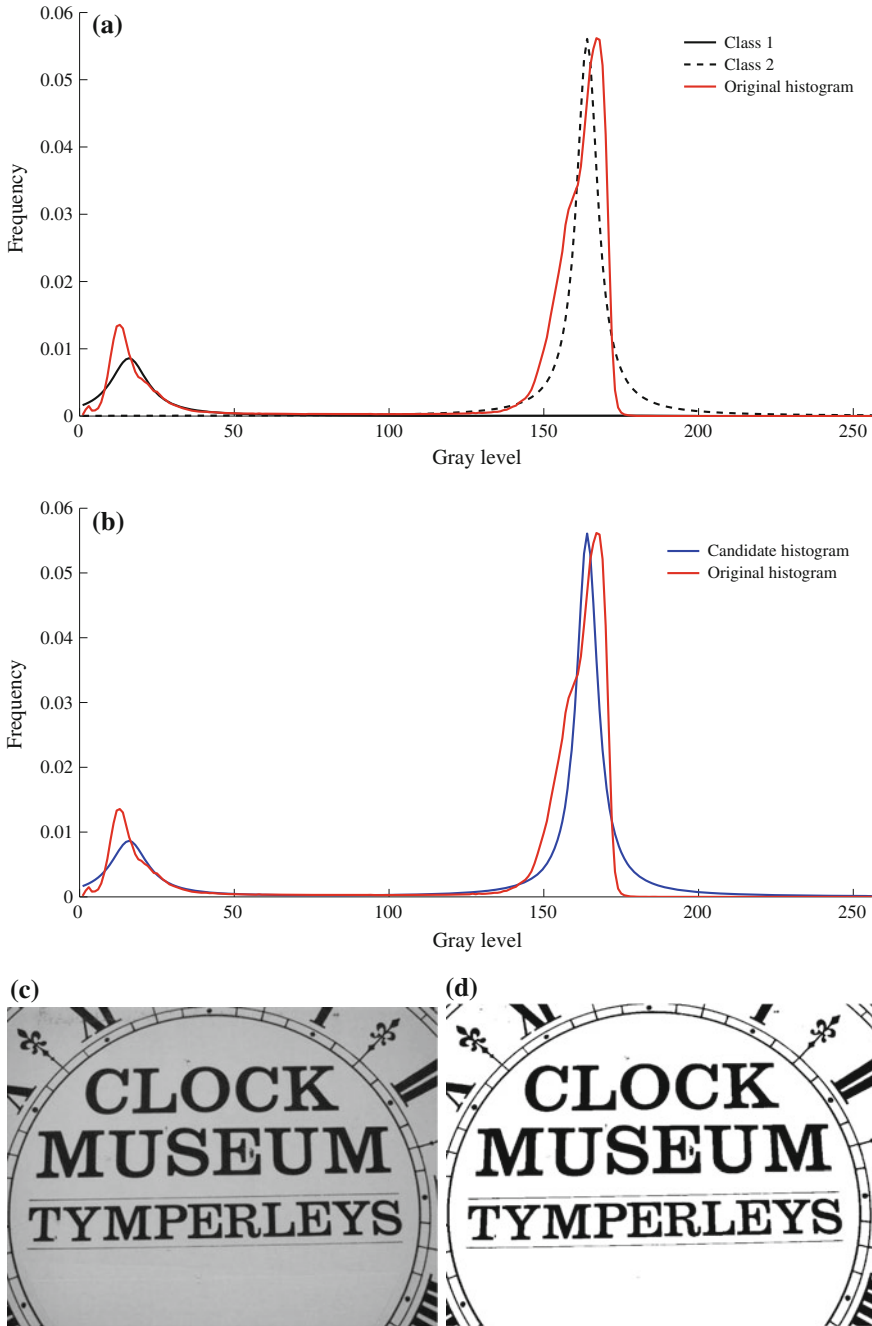 (a)
Class 1
Class 2
Original histogram
Frequency
0.06
0.05
0.04
0.03
0.02
0.01
0
0 50 100 150 200 250
Gray level
(b)
Candidate histogram
Original histogram
Frequency
0.06
0.05
0.04
0.03
0.02
0.01
0
0 50 100 150 200 250
Gray level
(c)
CLOCK
MUSEUM
TYMPERLEYS
(d)
CLOCK
MUSEUM
TYMPERLEYS